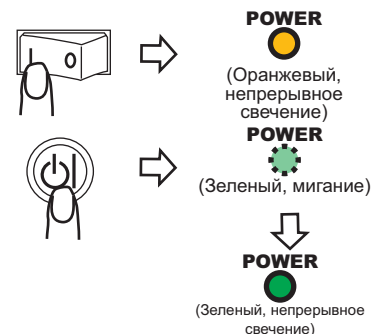 POWER
(Оранжевый,
непрерывное
свечение)
POWER
(Зеленый, мигание)
POWER
(Зеленый, непрерывное
свечение)